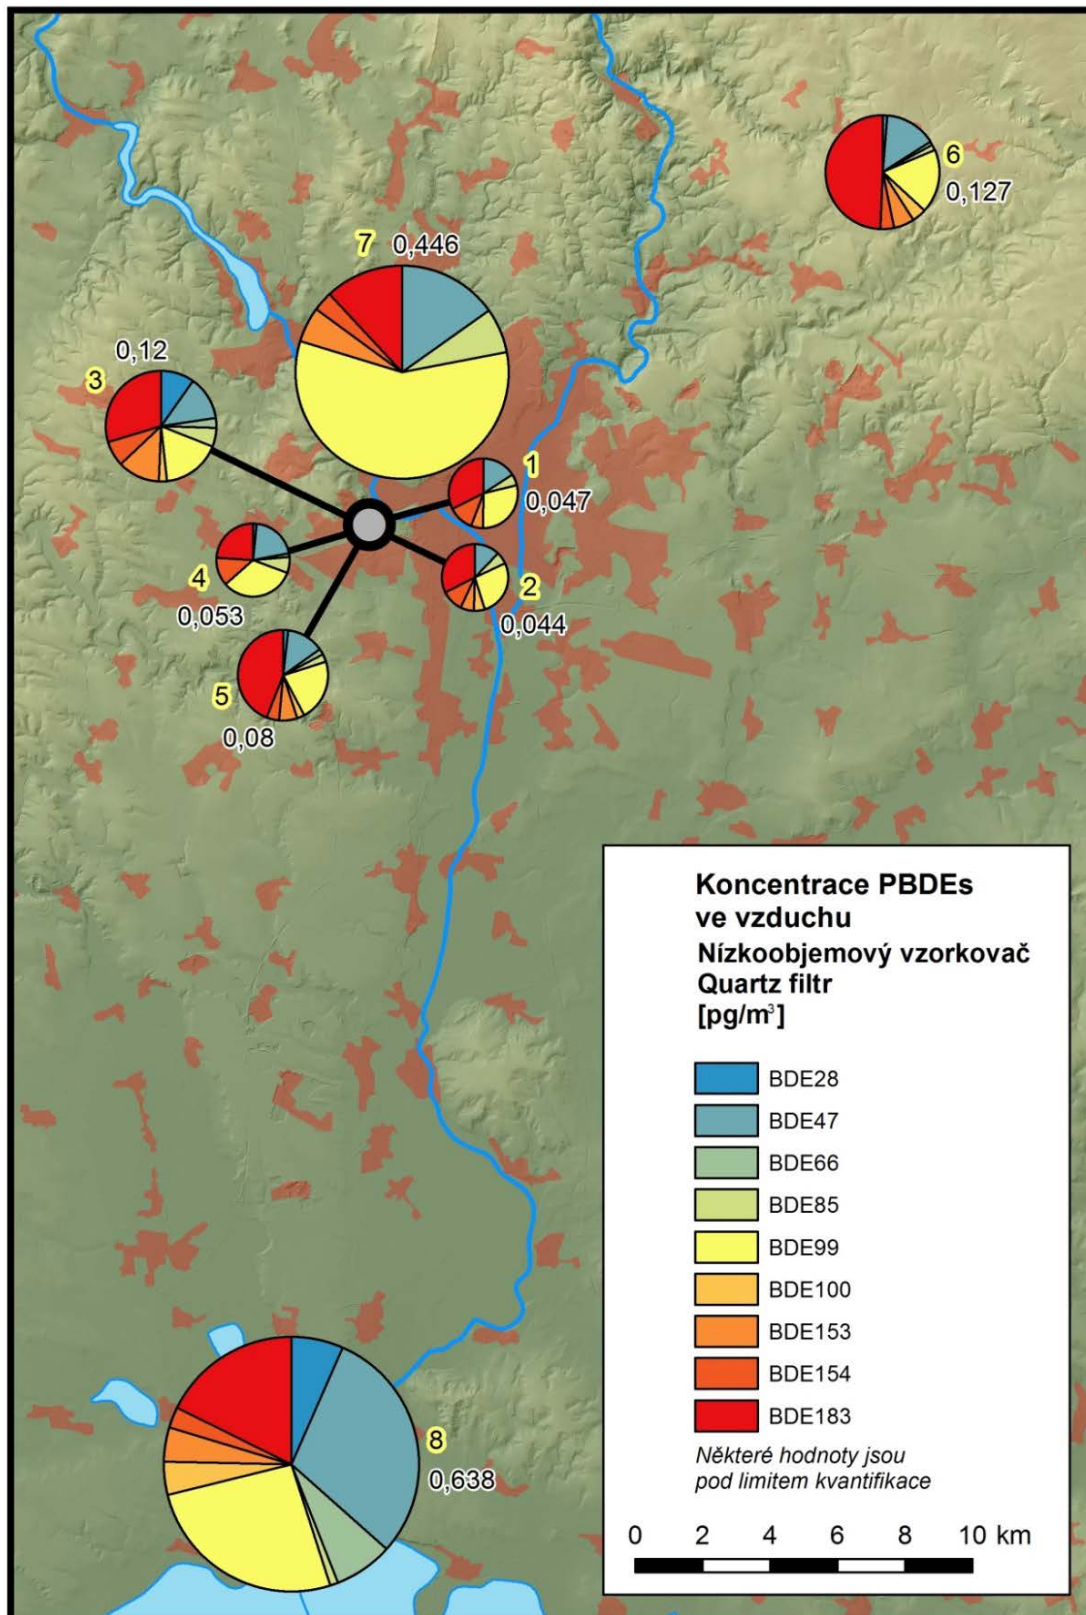 6
0,127
7 0,446
0,12
3
1
0,047
4
0,053
2
0,044
5
0,08
Koncentrace PBDEs
ve vzduchu
Nízkoobjemový vzorkovač
Quartz filtr
[pg/m³]
BDE28
BDE47
BDE66
BDE85
BDE99
BDE100
BDE153
BDE154
BDE183
Některé hodnoty jsou
pod limitem kvantifikace
0 2 4 6 8 10 km
8
0,638